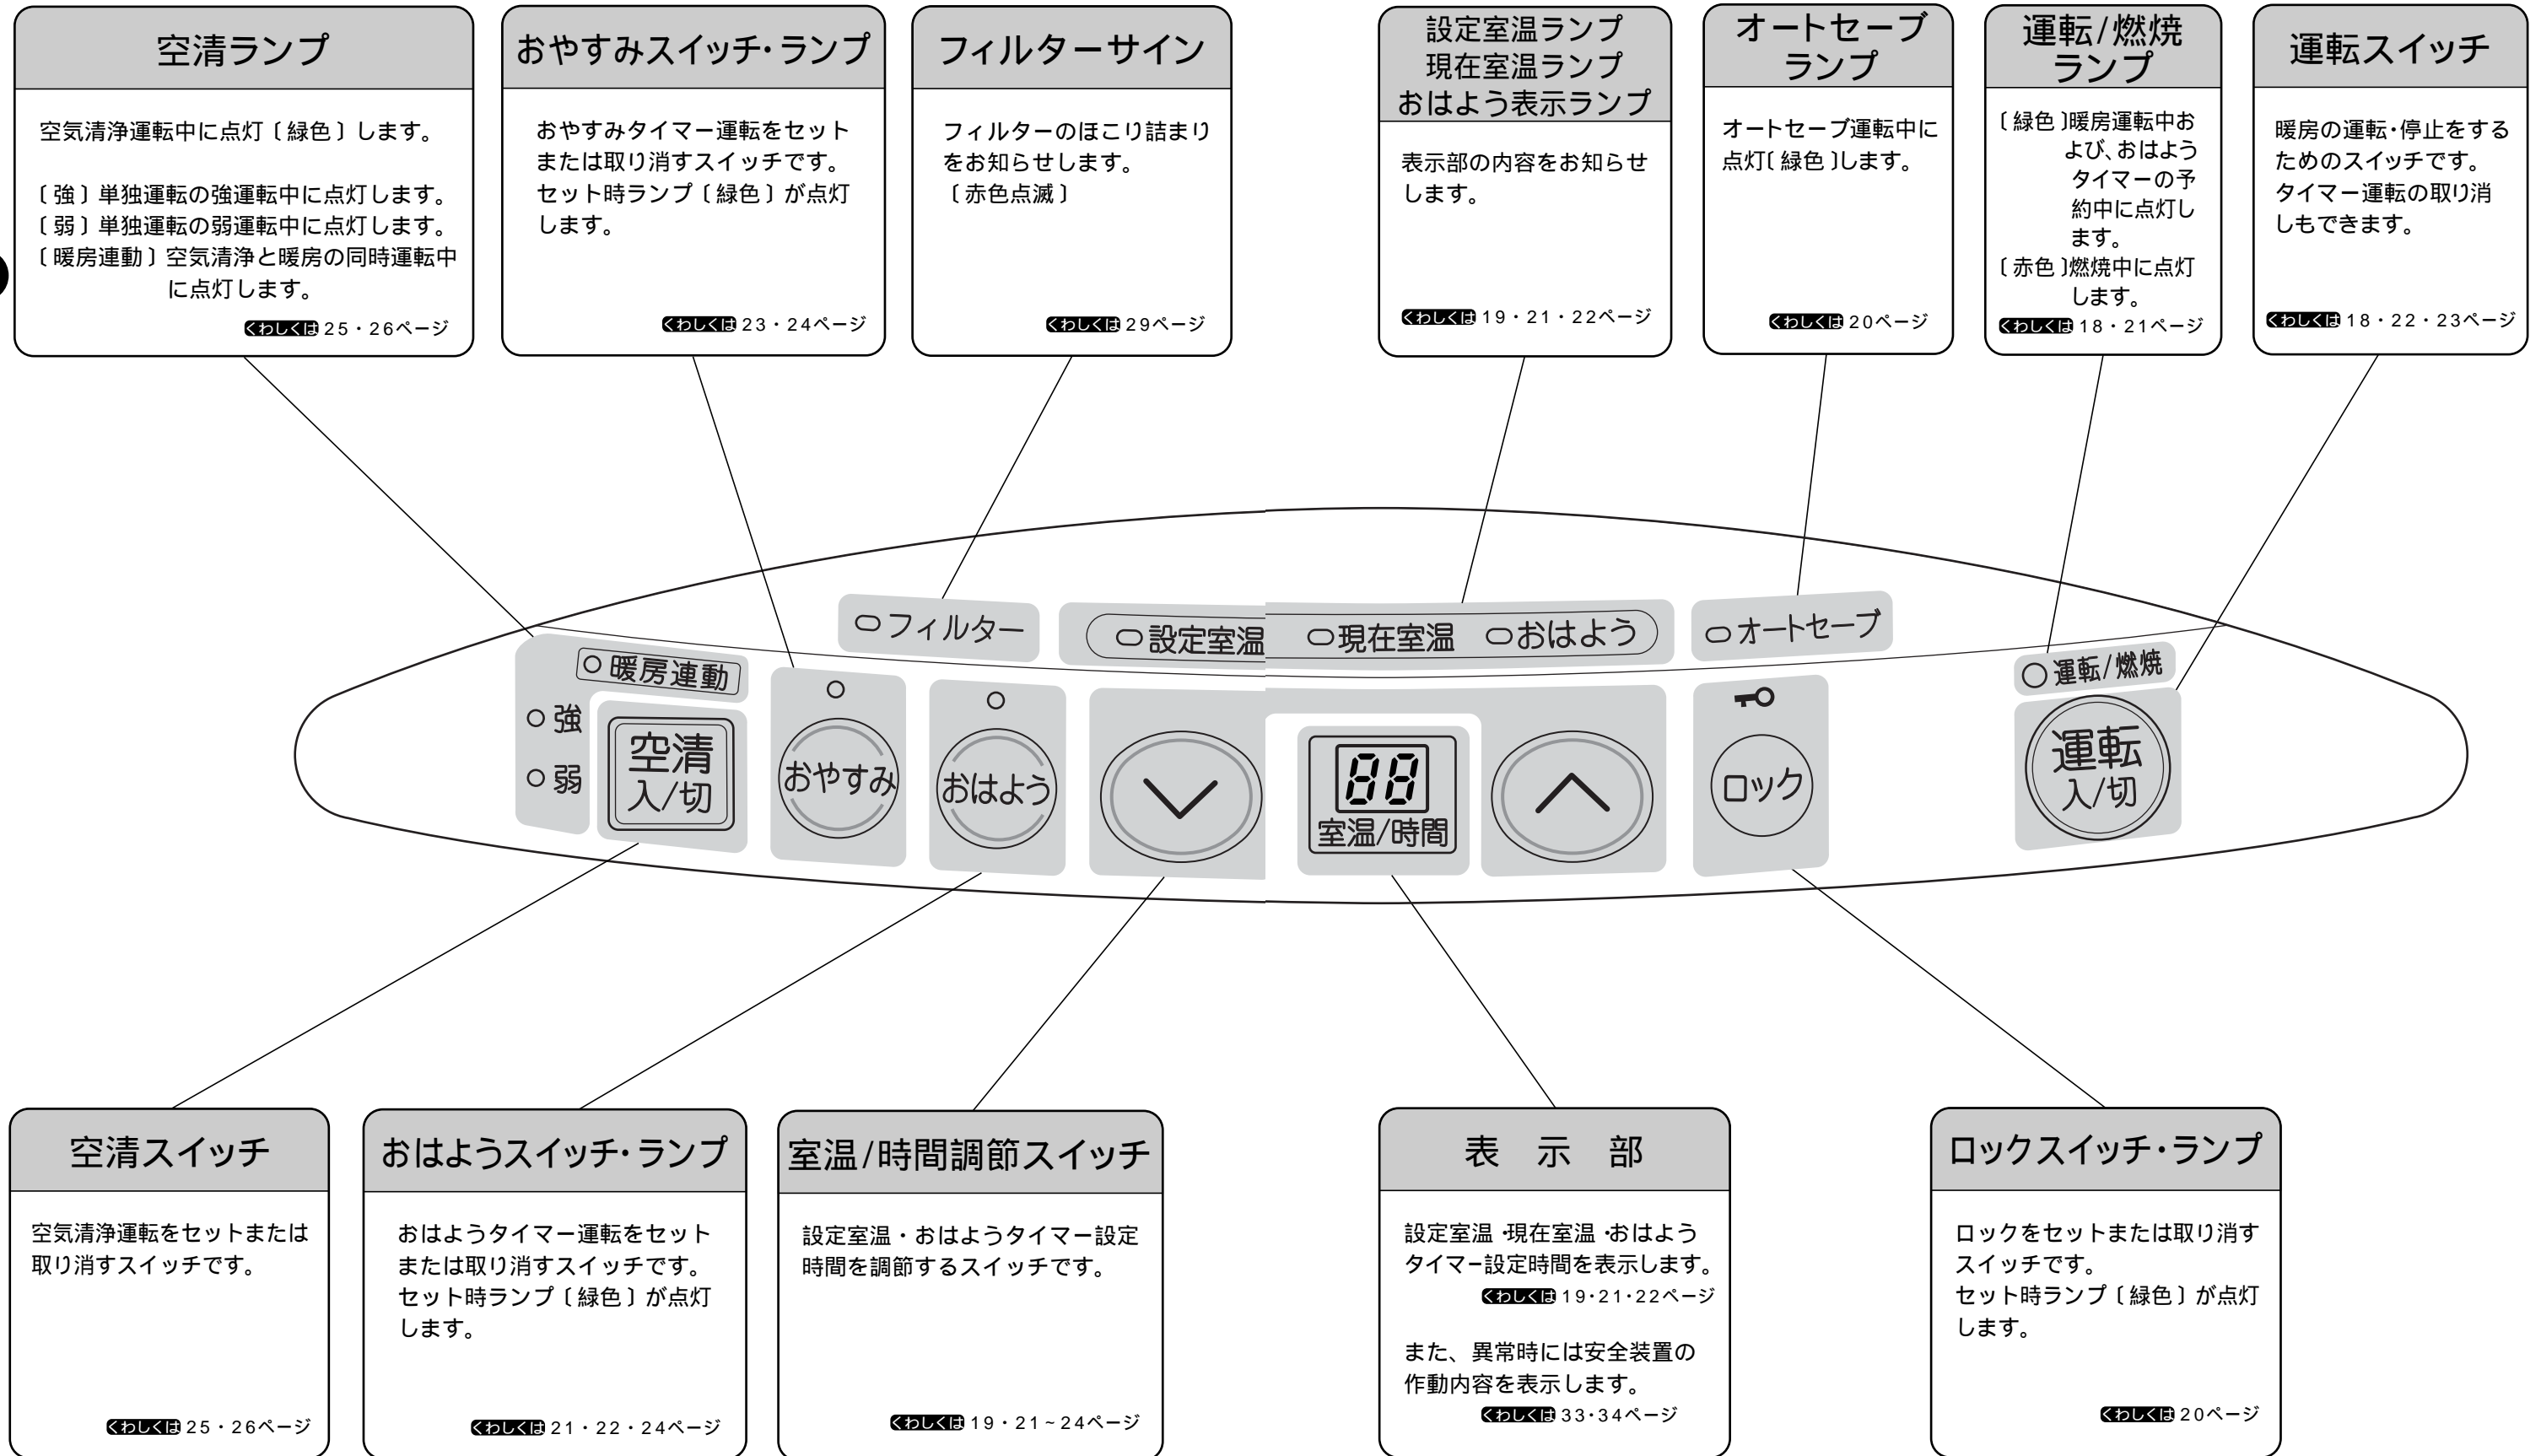 空清ランプ
空気清浄運転中に点灯〔緑色〕します。
〔強〕単独運転の強運転中に点灯します。
〔弱〕単独運転の弱運転中に点灯します。
〔暖房連動〕空気清浄と暖房の同時運転中
に点灯します。
くわしくは 25・26ページ
おやすみスイッチ・ランプ
おやすみタイマー運転をセット
または取り消すスイッチです。
セット時ランプ〔緑色〕が点灯
します。
くわしくは 23・24ページ
フィルターサイン
フィルターのほこり詰まり
をお知らせします。
〔赤色点滅〕
くわしくは 29ページ
設定室温ランプ
現在室温ランプ
おはよう表示ランプ
表示部の内容をお知らせ
します。
くわしくは 19・21・22ページ
オートセーブ
ランプ
オートセーブ運転中に
点灯〔緑色〕します。
くわしくは 20ページ
運転/燃焼
ランプ
〔緑色〕暖房運転中お
よび、おはよう
タイマーの予
約中に点灯し
ます。
〔赤色〕燃焼中に点灯
します。
くわしくは 18・21ページ
運転スイッチ
暖房の運転・停止をする
ためのスイッチです。
タイマー運転の取り消
しもできます。
くわしくは 18・22・23ページ
フィルター
設定室温
現在室温
おはよう
オートセーブ
暖房連動
強
弱
空清
入/切
おやすみ
おはよう
88
室温/時間
ロック
運転/燃焼
運転
入/切
空清スイッチ
空気清浄運転をセットまたは
取り消すスイッチです。
くわしくは 25・26ページ
おはようスイッチ・ランプ
おはようタイマー運転をセット
または取り消すスイッチです。
セット時ランプ〔緑色〕が点灯
します。
くわしくは 21・22・24ページ
室温/時間調節スイッチ
設定室温・おはようタイマー設定
時間を調節するスイッチです。
くわしくは 19・21~24ページ
表 示 部
設定室温・現在室温・おはよう
タイマー設定時間を表示します。
くわしくは 19・21・22ページ
また、異常時には安全装置の
作動内容を表示します。
くわしくは 33・34ページ
ロックスイッチ・ランプ
ロックをセットまたは取り消す
スイッチです。
セット時ランプ〔緑色〕が点灯
します。
くわしくは 20ページ